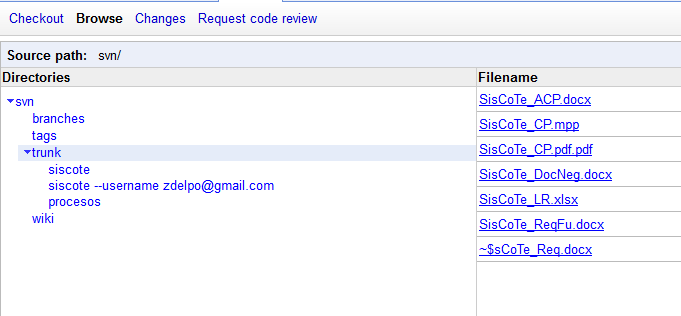 Checkout Browse Changes Request code review
Source path: svn/
Directories
svn
branches
tags
trunk
siscote
siscote --username zdelpo@gmail.com
procesos
wiki
Filename
SisCoTe_ACP.docx
SisCoTe_CP.mpp
SisCoTe_CP.pdf.pdf
SisCoTe_DocNeg.docx
SisCoTe_LR.xlsx
SisCoTe_ReqFu.docx
~$sCoTe_Req.docx